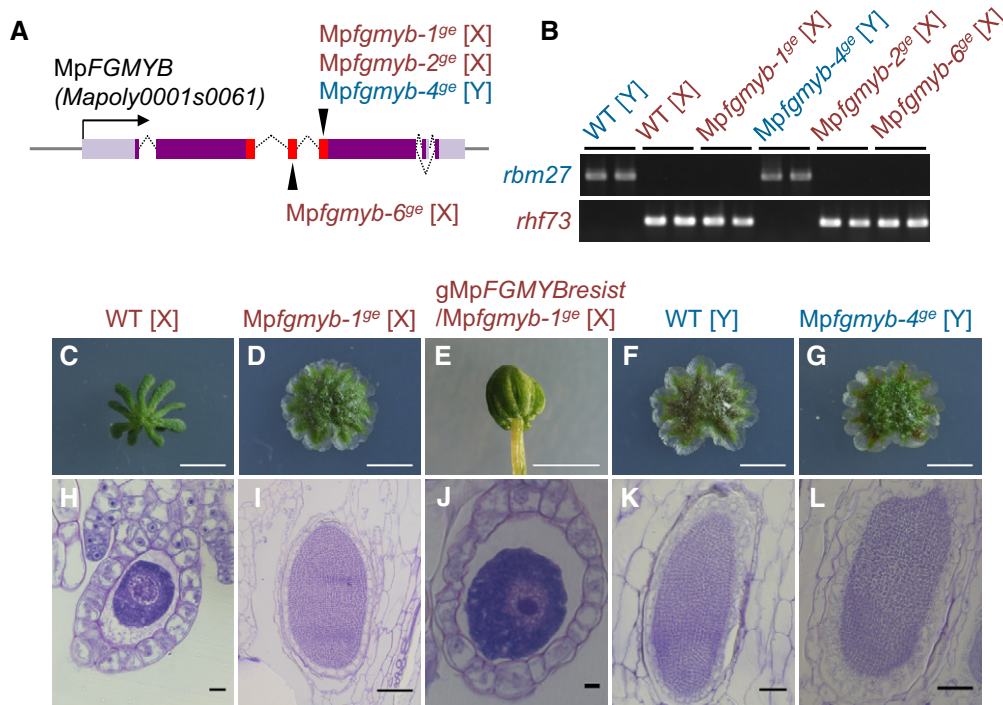 A
MpFGMYB
(Mapoly0001s0061)
Mpfgmyb-1ge [X]
Mpfgmyb-2ge [X]
Mpfgmyb-4ge [Y]
Mpfgmyb-6ge [X]
B
WT [Y]
WT [X]
Mpfgmyb-1ge [X]
Mpfgmyb-4ge [Y]
Mpfgmyb-2ge [X]
Mpfgmyb-6ge [X]
rbm27
rhf73
WT [X]
Mpfgmyb-1ge [X]
gMpFGMYBresist
/Mpfgmyb-1ge [X]
WT [Y]
Mpfgmyb-4ge [Y]
C
D
E
F
G
H
I
J
K
L